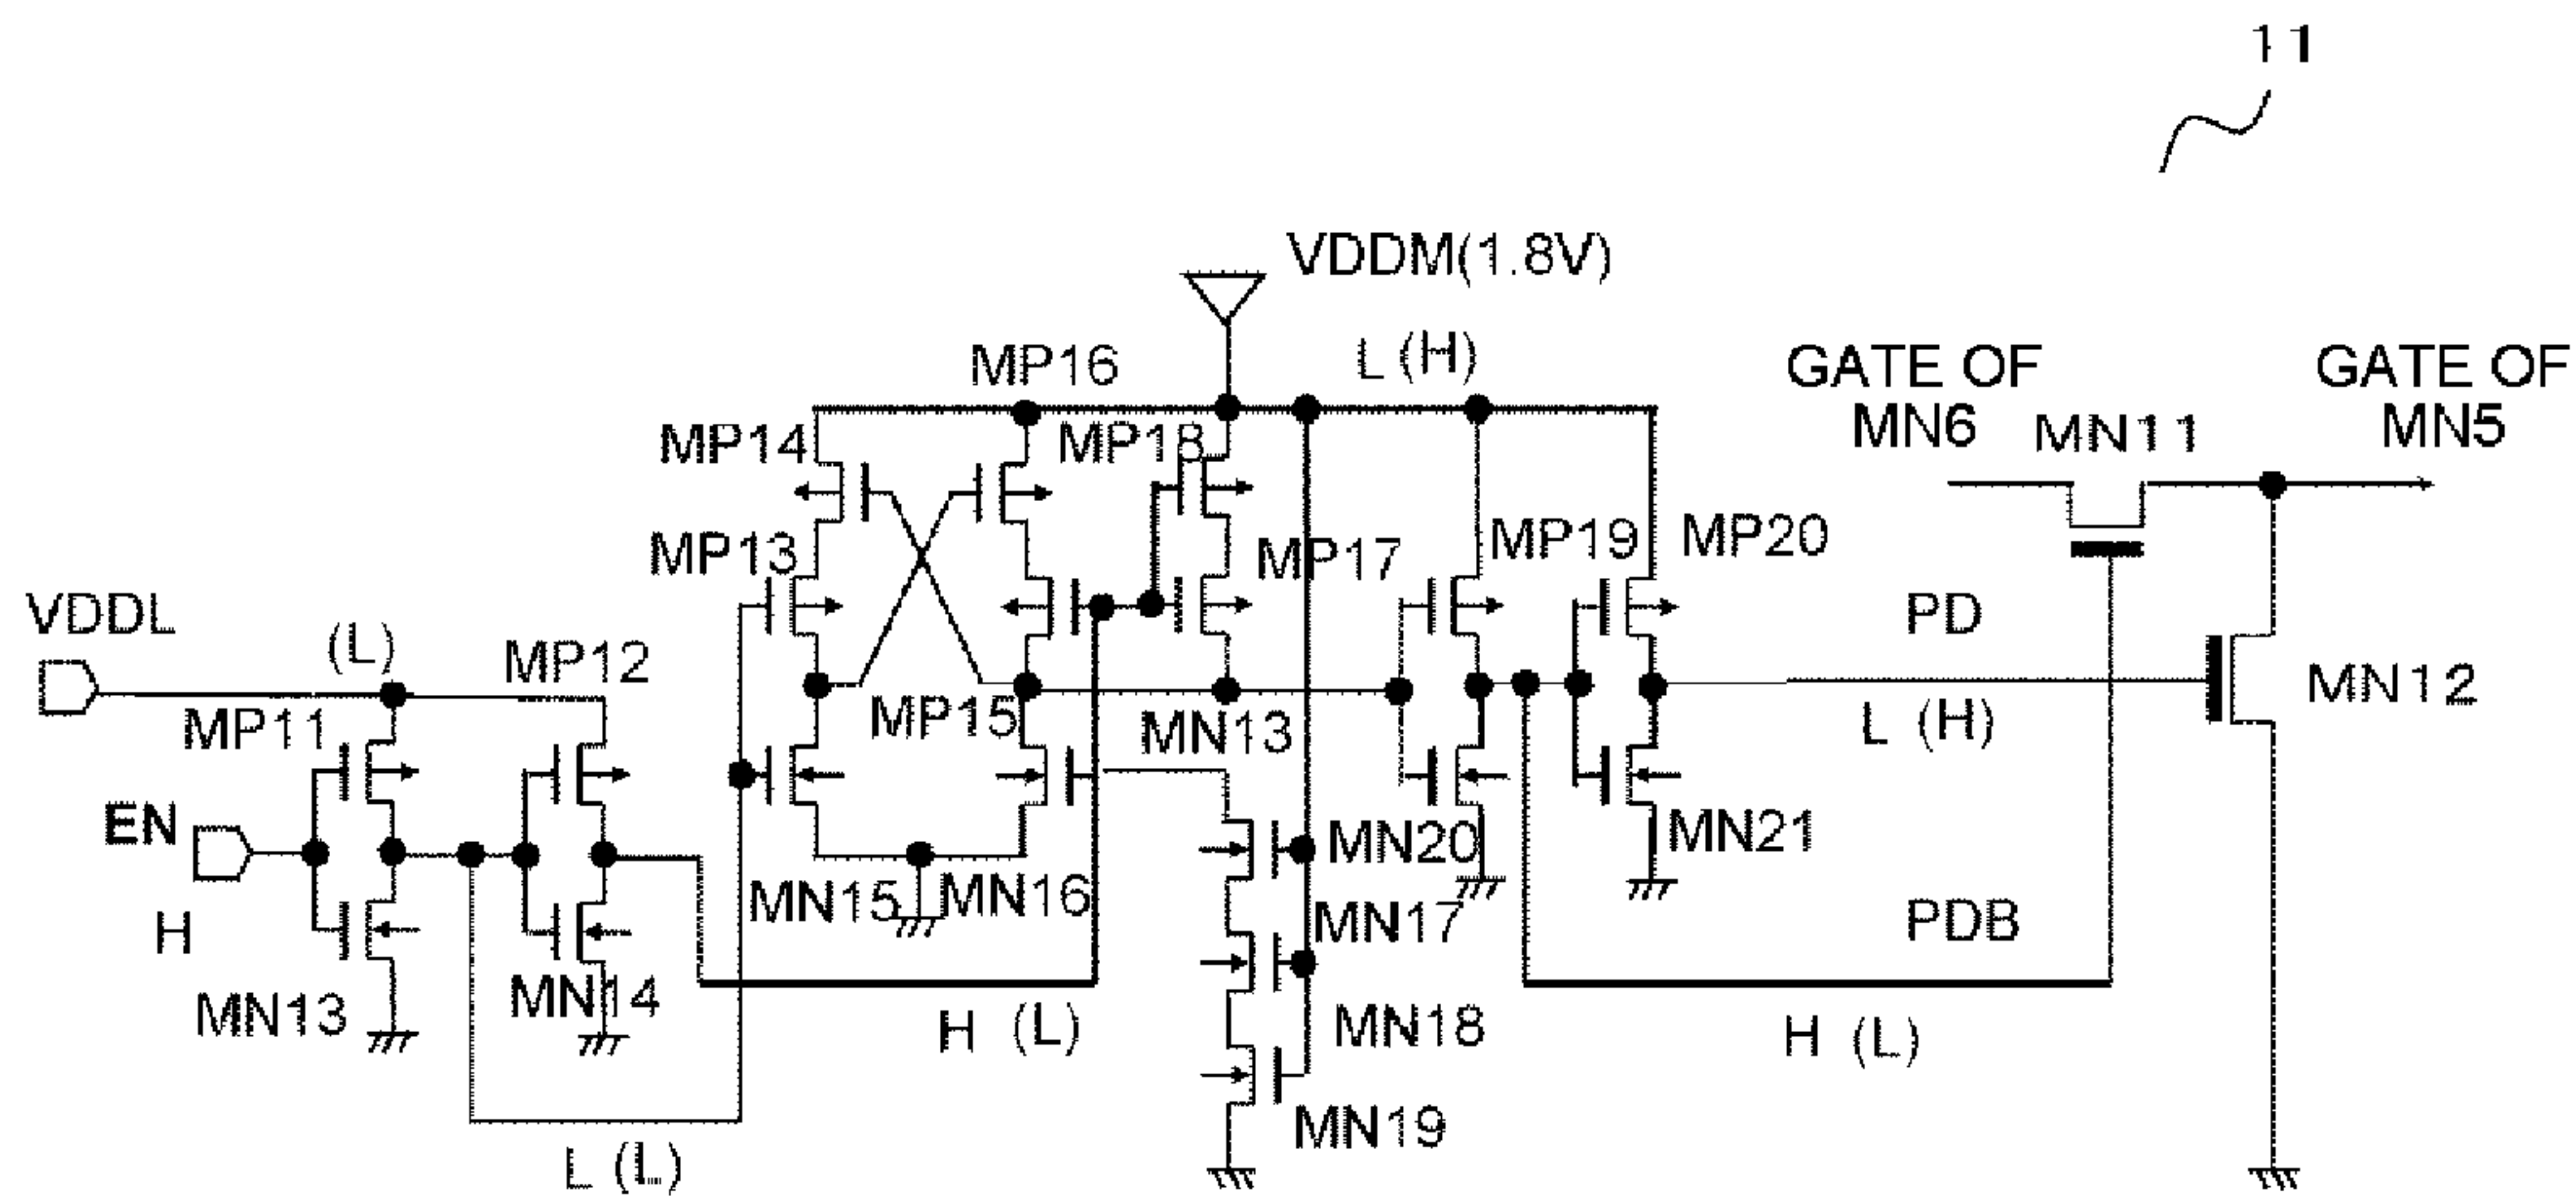 11
VDDM(1.8V)
L (H)
MP16
GATE OF
MN6
GATE OF
MN5
MP14
MP18
MN11
MP13
MP17
MP19
MP20
VDDL
(L)
MP12
PD
MP11
MP15
MN13
L (H)
MN12
EN
MN20
MN21
MN15
MN16
MN17
PDB
H
MN13
MN14
H (L)
MN18
H (L)
MN19
L (L)